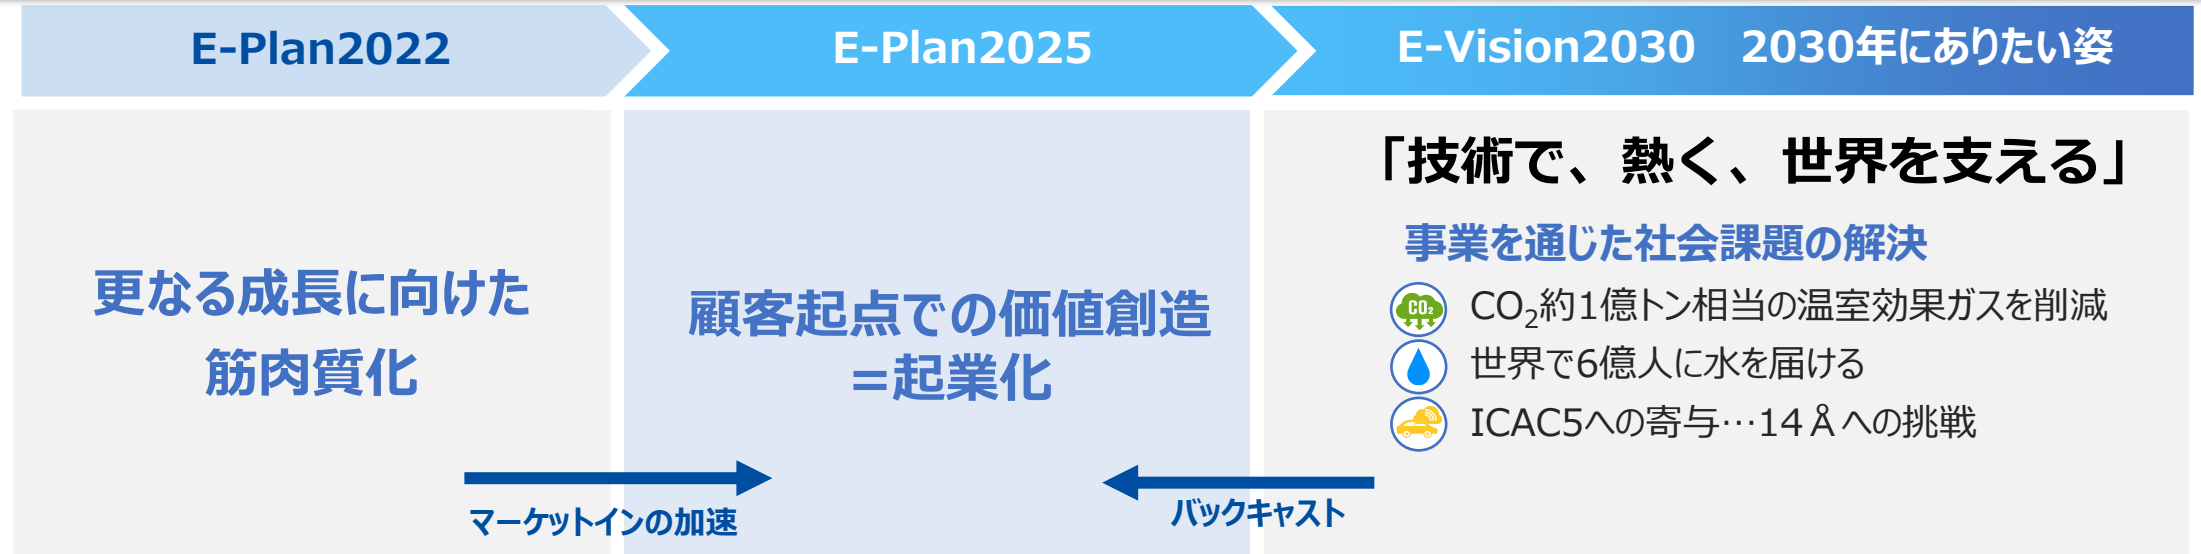 E-Plan2022
E-Plan2025
E-Vision2030　2030年にありたい姿
更なる成長に向けた
筋肉質化
顧客起点での価値創造
=起業化
「技術で、熱く、世界を支える」
事業を通じた社会課題の解決
CO₂
CO₂約1億トン相当の温室効果ガスを削減
世界で6億人に水を届ける
ICAC5への寄与…14Åへの挑戦
マーケットインの加速
バックキャスト